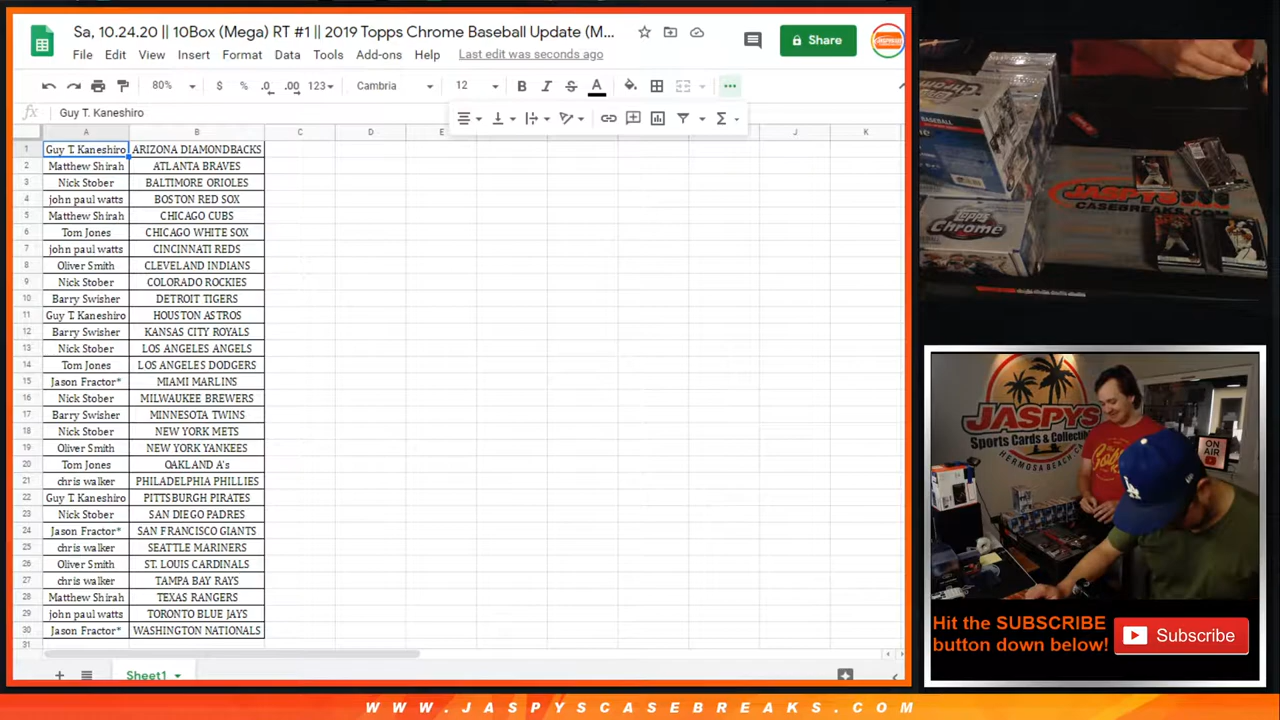 Sa, 10.24.20 || 10Box (Mega) RT #1 || 2019 Topps Chrome Baseball Update (M...
Share
File Edit View Insert Format Data Tools Add-ons Help Last edit was seconds ago
80% $ % .0 .00 123 Cambria 12 B I S A
fx Guy T. Kaneshiro
A B C D E J K
1 Guy T. Kaneshiro ARIZONA DIAMONDBACKS
2 Matthew Shirah ATLANTA BRAVES
3 Nick Stober BALTIMORE ORIOLES
4 john paul watts BOSTON RED SOX
5 Matthew Shirah CHICAGO CUBS
6 Tom Jones CHICAGO WHITE SOX
7 john paul watts CINCINNATI REDS
8 Oliver Smith CLEVELAND INDIANS
9 Nick Stober COLORADO ROCKIES
10 Barry Swisher DETROIT TIGERS
11 Guy T. Kaneshiro HOUSTON ASTROS
12 Barry Swisher KANSAS CITY ROYALS
13 Nick Stober LOS ANGELES ANGELS
14 Tom Jones LOS ANGELES DODGERS
15 Jason Fractor* MIAMI MARLINS
16 Nick Stober MILWAUKEE BREWERS
17 Barry Swisher MINNESOTA TWINS
18 Nick Stober NEW YORK METS
19 Oliver Smith NEW YORK YANKEES
20 Tom Jones OAKLAND A's
21 chris walker PHILADELPHIA PHILLIES
22 Guy T. Kaneshiro PITTSBURGH PIRATES
23 Nick Stober SAN DIEGO PADRES
24 Jason Fractor* SAN FRANCISCO GIANTS
25 chris walker SEATTLE MARINERS
26 Oliver Smith ST. LOUIS CARDINALS
27 chris walker TAMPA BAY RAYS
28 Matthew Shirah TEXAS RANGERS
29 john paul watts TORONTO BLUE JAYS
30 Jason Fractor* WASHINGTON NATIONALS
31
Sheet1
BASEBALL
Topps
Chrome
JASPYS
CASEBREAKS.COM
JASPYS
Sports Cards & Collectibl
HERMOSA BEACH
ON
AIR
LA
Hit the SUBSCRIBE
button down below!
Subscribe
WWW.JASPYSCASEBREAKS.COM